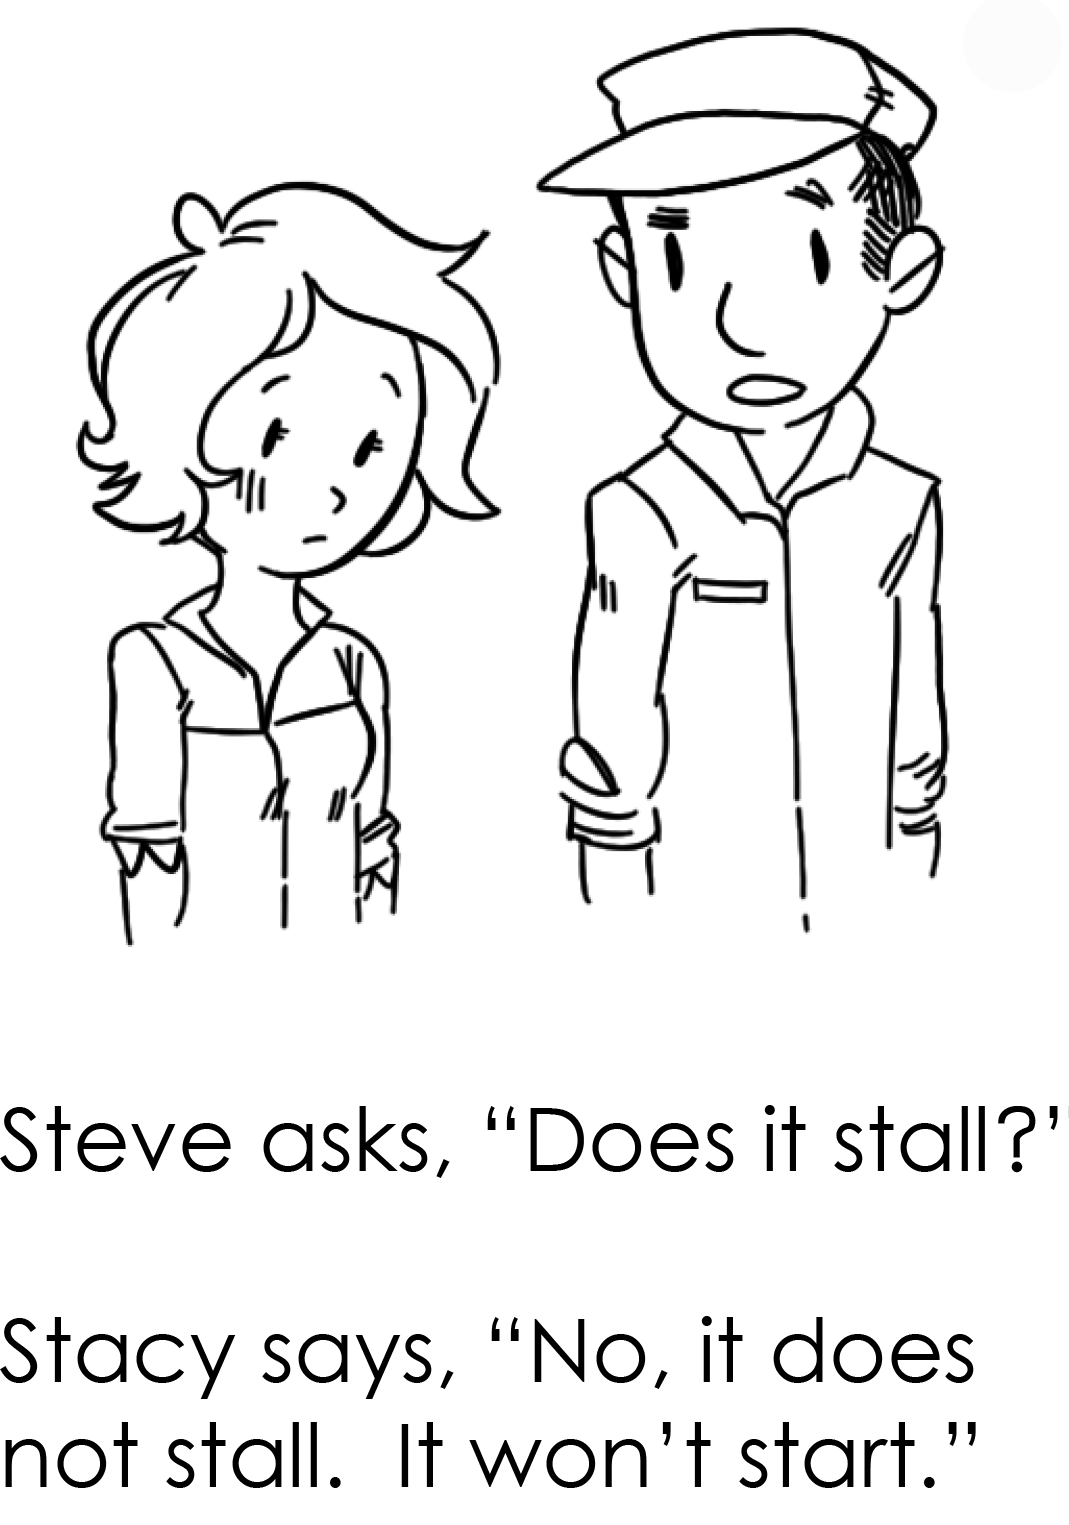 Steve asks, “Does it stall?”
Stacy says, “No, it does
not stall.  It won’t start.”